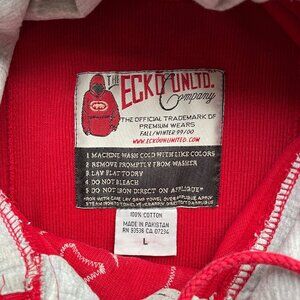 THE ECKŌ UNLTD.
Company
THE OFFICIAL TRADEMARK OF
PREMIUM WEARS
FALL/WINTER 99/00
WWW.ECKOUNLIMITED.COM
1 MACHINE WASH COLD WITH LIKE COLORS
2 REMOVE PROMPTLY FROM WASHER
3 LAY FLAT TO DRY
4 DO NOT BLEACH
5 DO NOT IRON DIRECT ON APPLIQUE*
100% COTTON
MADE IN PAKISTAN
RN 93536 CA 07294
L